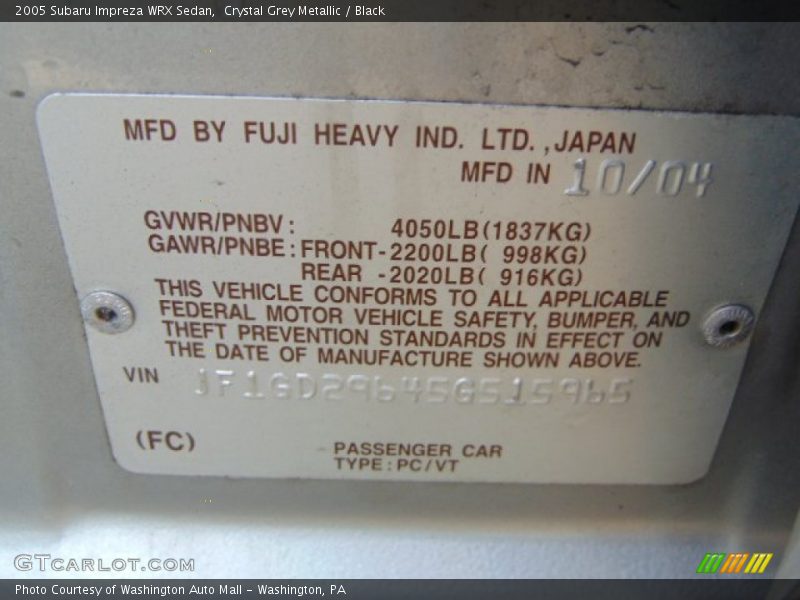 2005 Subaru Impreza WRX Sedan,  Crystal Grey Metallic / Black
MFD BY FUJI HEAVY IND. LTD.,JAPAN
MFD IN 10/04
GVWR/PNBV: 4050LB(1837KG)
GAWR/PNBE:FRONT-2200LB( 998KG)
REAR -2020LB( 916KG)
THIS VEHICLE CONFORMS TO ALL APPLICABLE
FEDERAL MOTOR VEHICLE SAFETY, BUMPER, AND
THEFT PREVENTION STANDARDS IN EFFECT ON
THE DATE OF MANUFACTURE SHOWN ABOVE.
VIN JF1GD29645G515965
(FC)
PASSENGER CAR
TYPE:PC/VT
GTCARLOT.COM
Photo Courtesy of Washington Auto Mall - Washington, PA